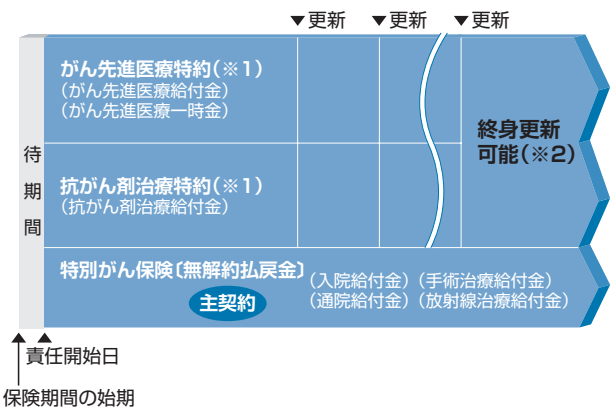 ▼更新 ▼更新 ▼更新
がん先進医療特約(※1)
(がん先進医療給付金)
(がん先進医療一時金)
終身更新
可能(※2)
待期間
抗がん剤治療特約(※1)
(抗がん剤治療給付金)
特別がん保険〔無解約払戻金〕
主契約
(入院給付金)(手術治療給付金)
(通院給付金)(放射線治療給付金)
責任開始日
保険期間の始期